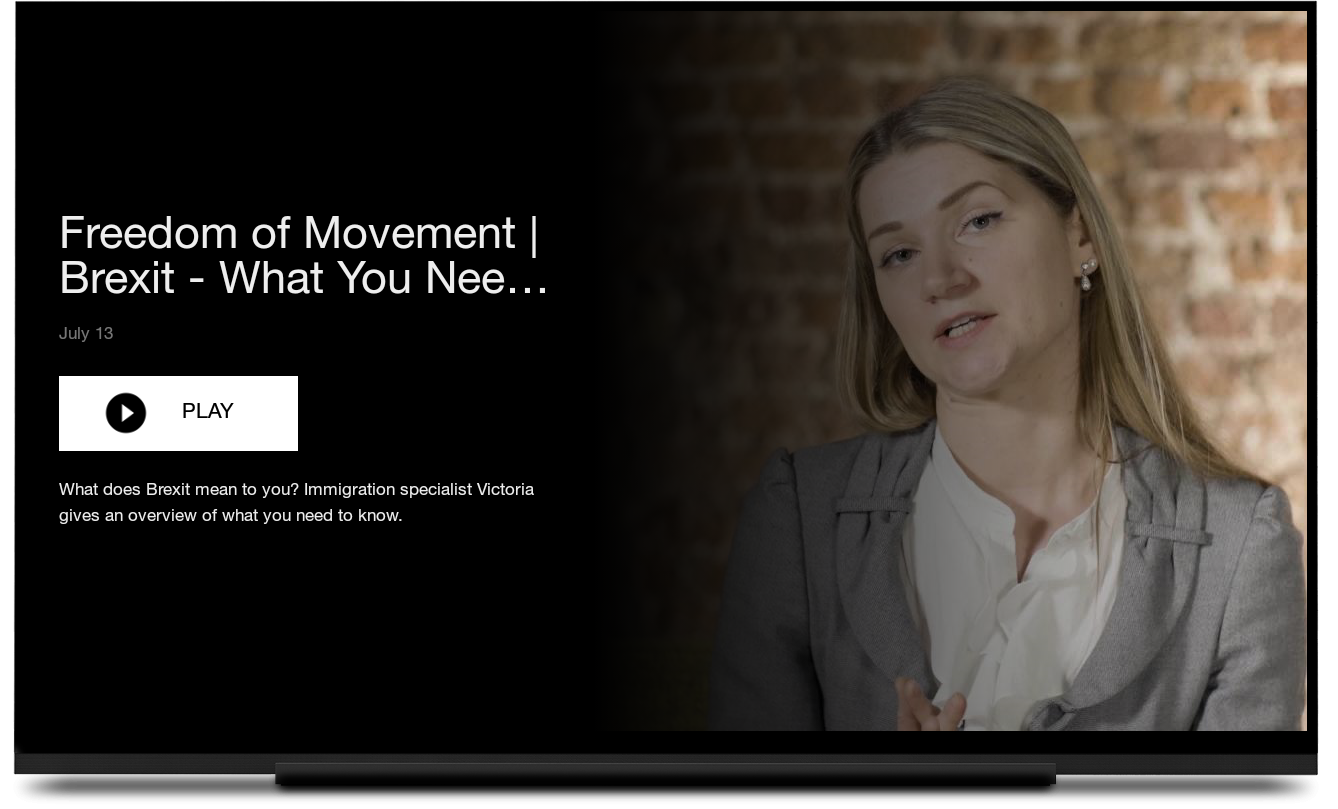 Freedom of Movement |
Brexit - What You Nee...
July 13
PLAY
What does Brexit mean to you? Immigration specialist Victoria
gives an overview of what you need to know.